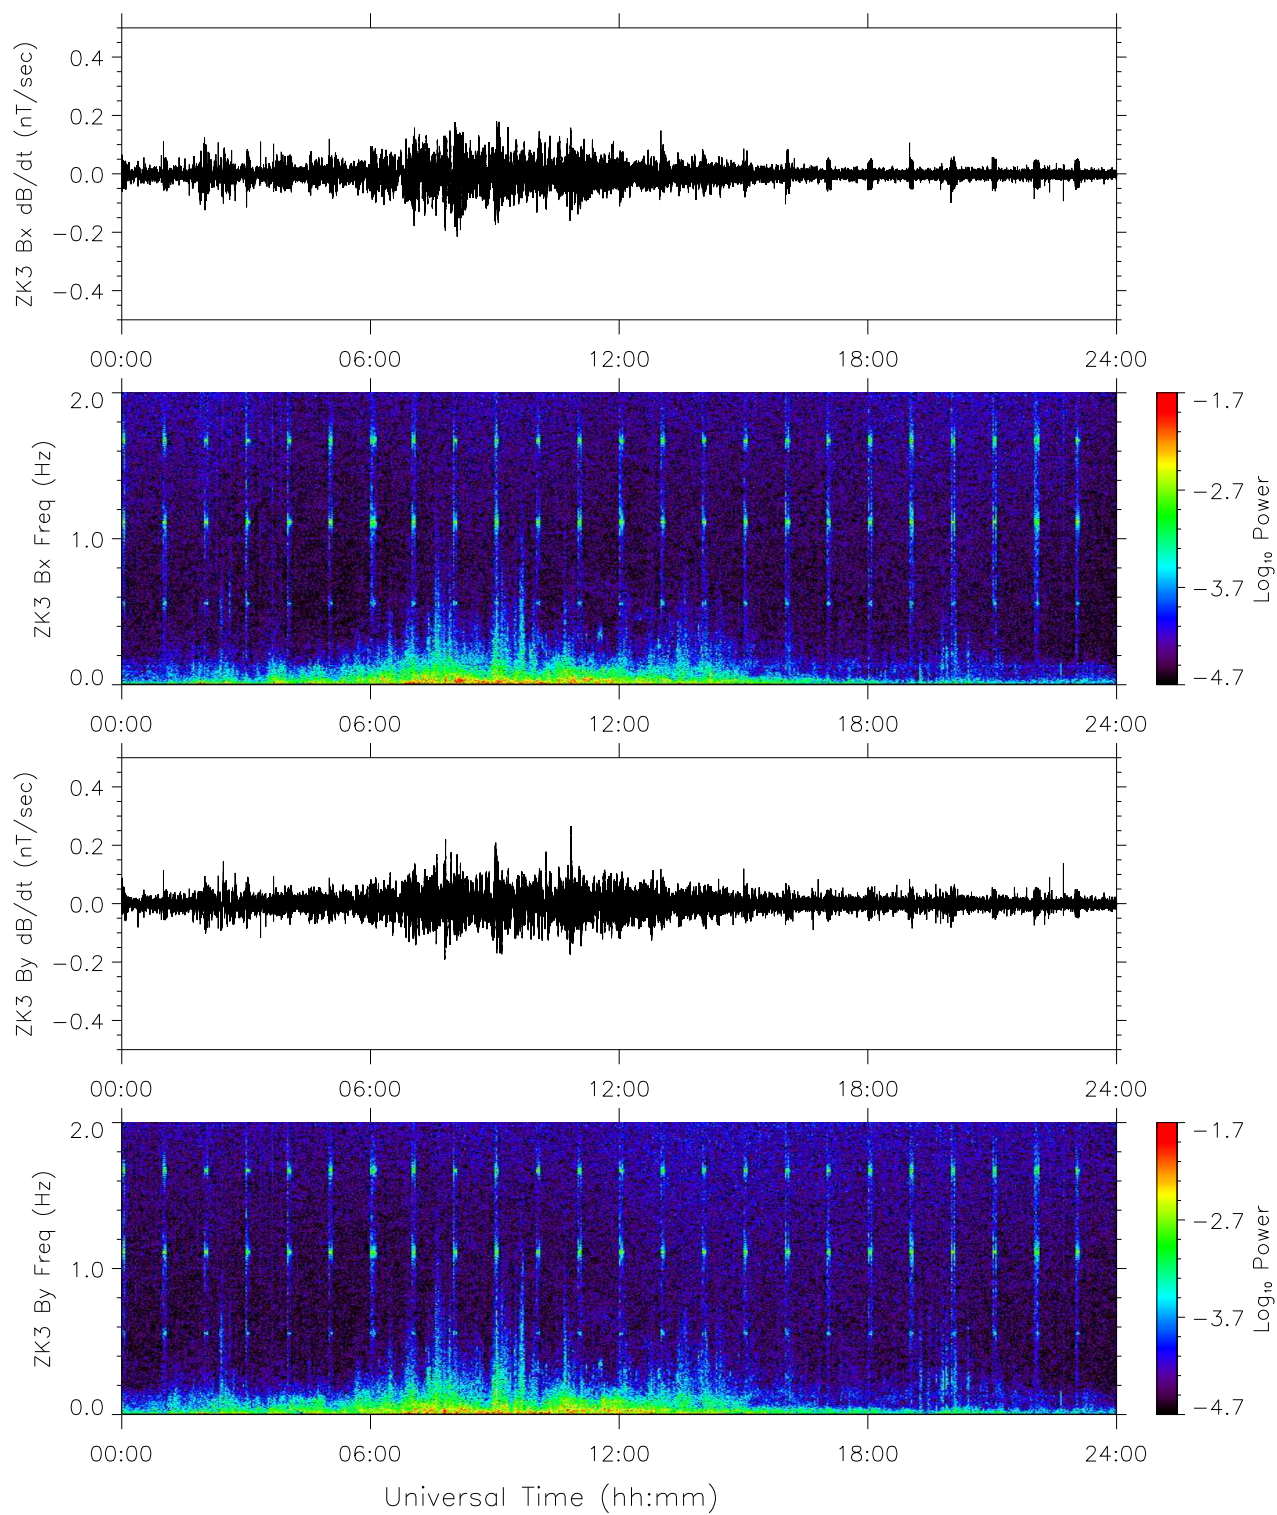 ZK3 Bx dB/dt (nT/sec)
0.4
0.2
0.0
−0.2
−0.4
00:00 06:00 12:00 18:00 24:00
ZK3 Bx Freq (Hz)
2.0
1.0
0.0
−1.7
−2.7
−3.7
−4.7
Log₁₀ Power
00:00 06:00 12:00 18:00 24:00
ZK3 By dB/dt (nT/sec)
0.4
0.2
0.0
−0.2
−0.4
00:00 06:00 12:00 18:00 24:00
ZK3 By Freq (Hz)
2.0
1.0
0.0
−1.7
−2.7
−3.7
−4.7
Log₁₀ Power
00:00 06:00 12:00 18:00 24:00
Universal Time (hh:mm)